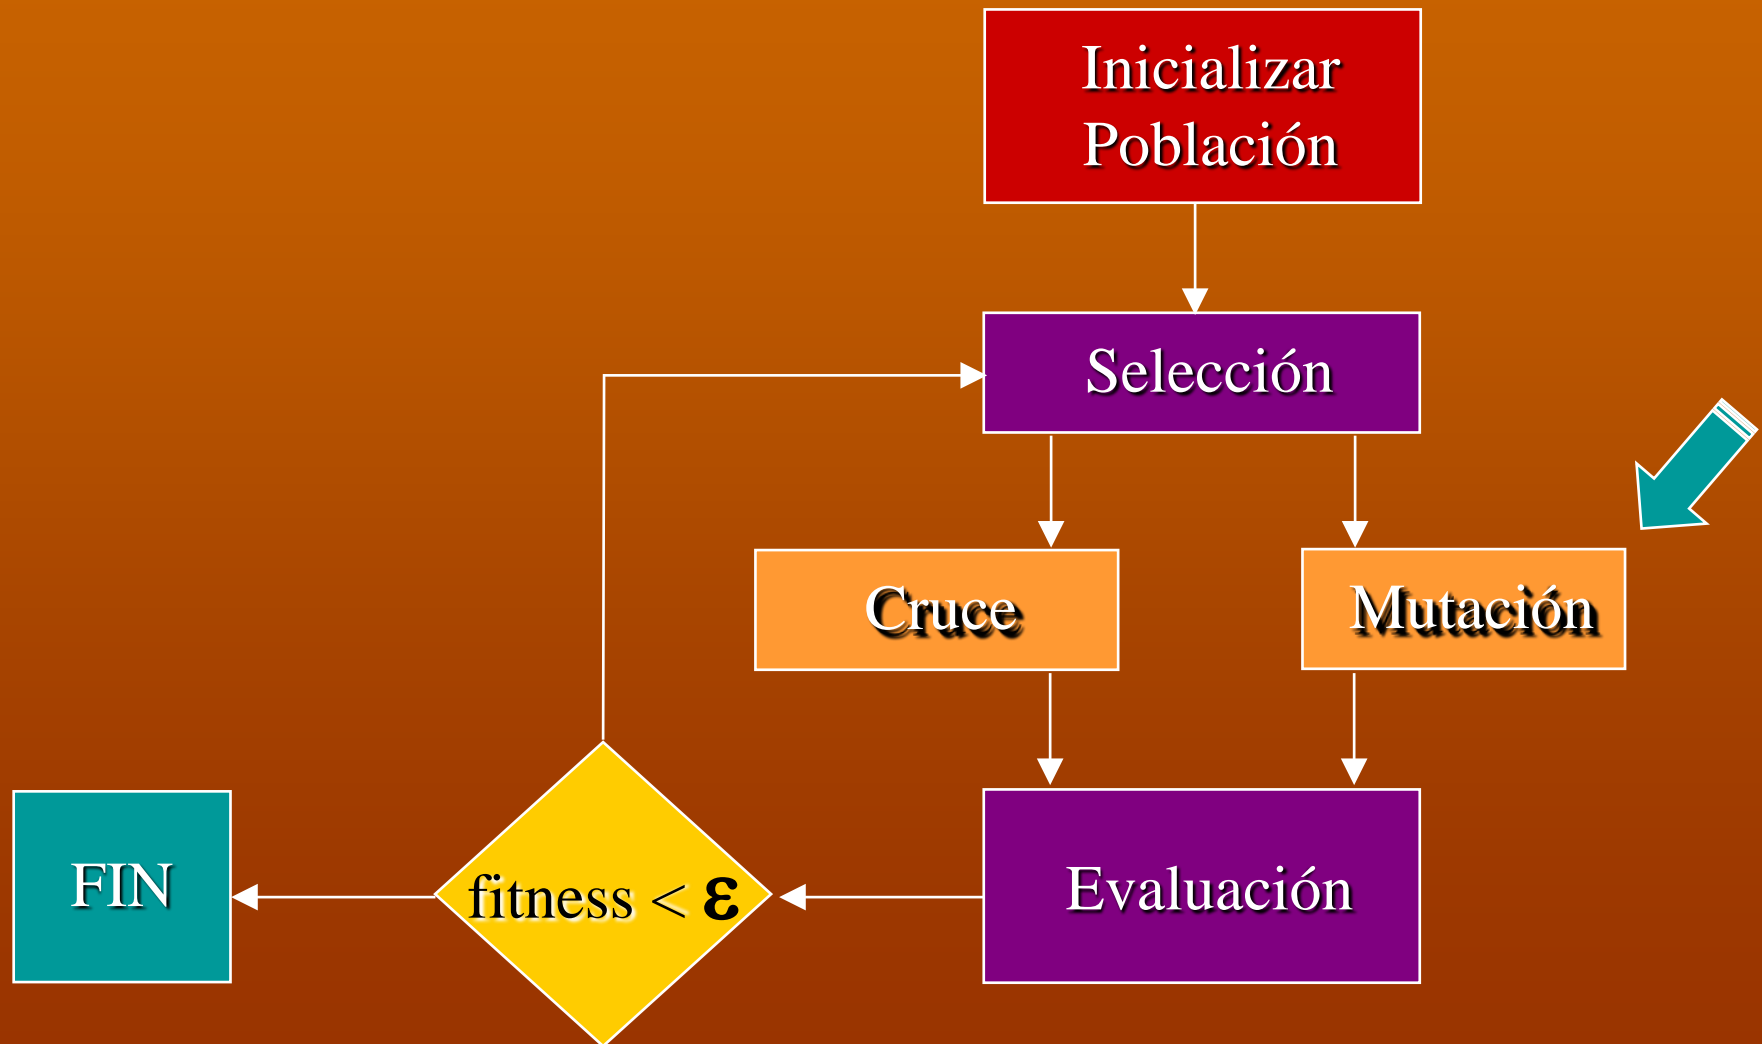 Inicializar
Población
Selección
Cruce
Mutación
Evaluación
fitness < ε
FIN